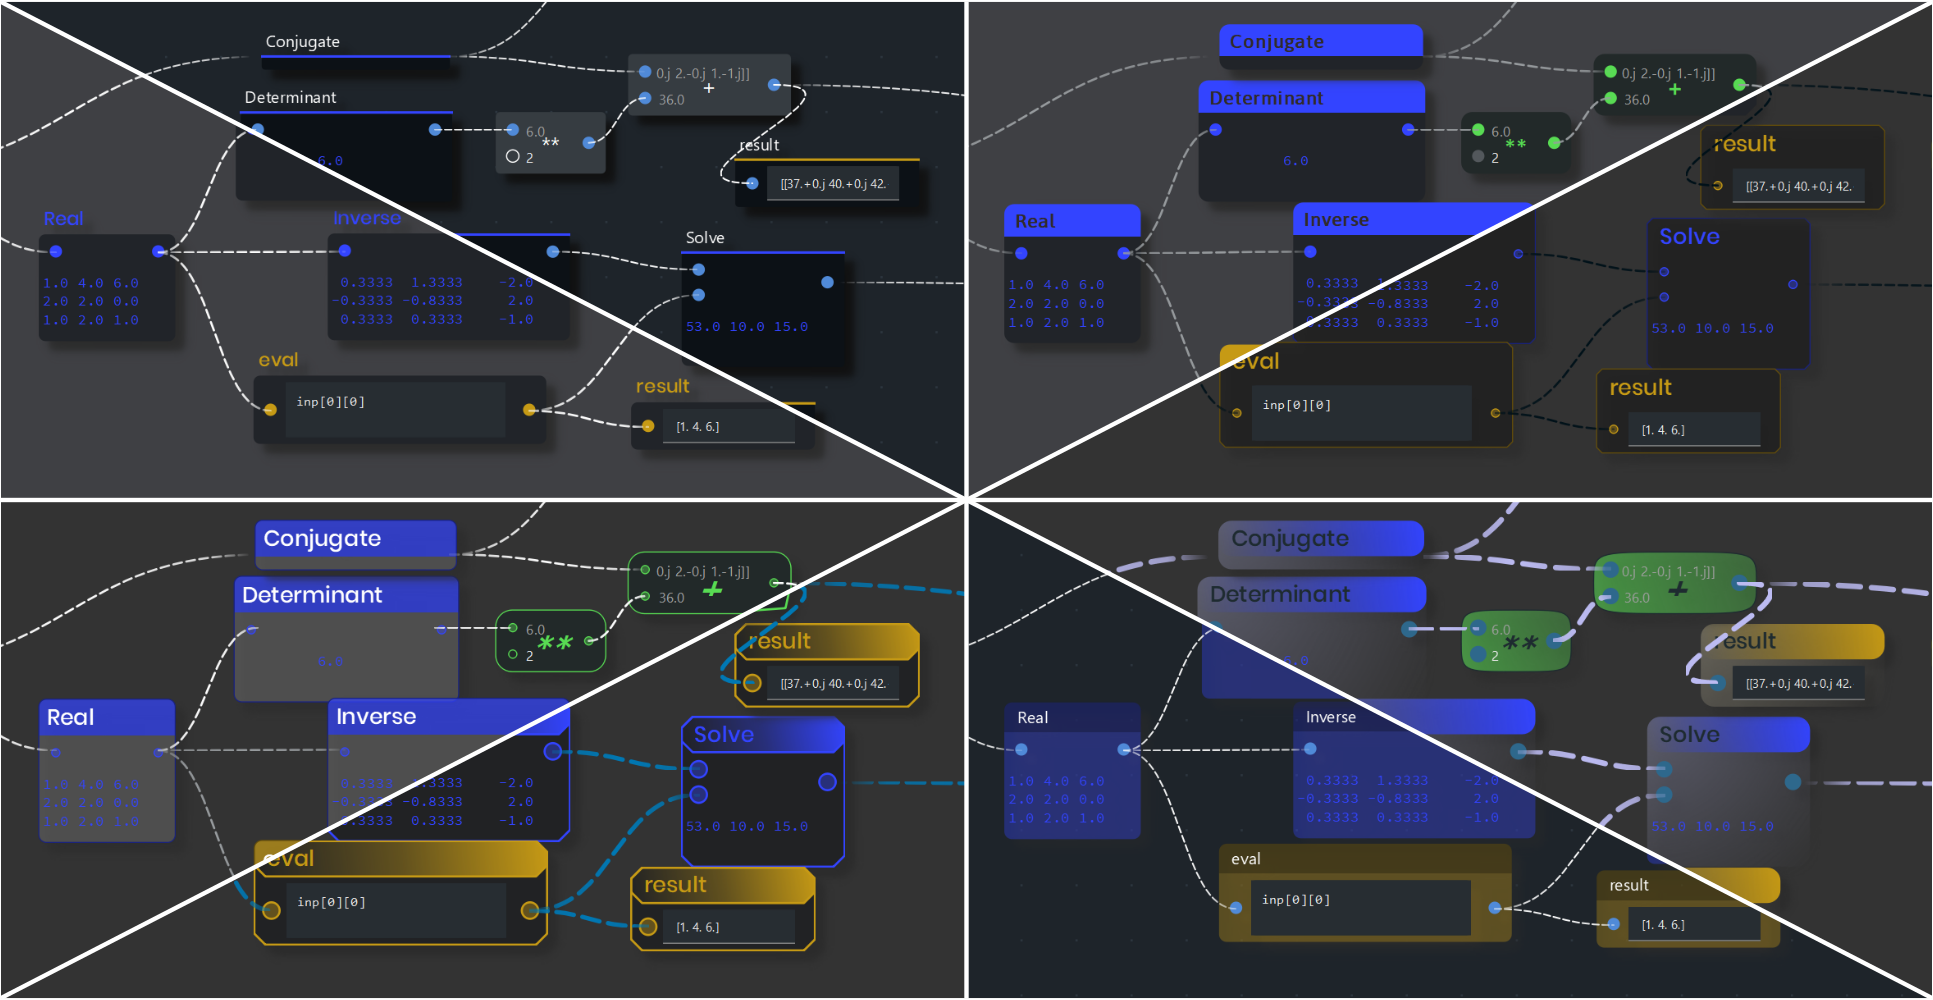 Conjugate
0.j 2.-0.j 1.-1.j]]
+
36.0
Determinant
6.0
**
2
6.0
result
[[37.+0.j 40.+0.j 42.
Real
Inverse
Solve
1.0 4.0 6.0
2.0 2.0 0.0
1.0 2.0 1.0
0.3333 1.3333 -2.0
-0.3333 -0.8333 2.0
0.3333 0.3333 -1.0
53.0 10.0 15.0
eval
inp[0][0]
result
[1. 4. 6.]
Conjugate
0.j 2.-0.j 1.-1.j]]
+
36.0
Determinant
6.0
**
2
6.0
result
[[37.+0.j 40.+0.j 42.
Real
Inverse
Solve
1.0 4.0 6.0
2.0 2.0 0.0
1.0 2.0 1.0
0.3333 1.3333 -2.0
-0.3333 -0.8333 2.0
0.3333 0.3333 -1.0
53.0 10.0 15.0
eval
inp[0][0]
result
[1. 4. 6.]
Conjugate
0.j 2.-0.j 1.-1.j]]
+
36.0
Determinant
6.0
**
2
6.0
result
[[37.+0.j 40.+0.j 42.
Real
Inverse
Solve
1.0 4.0 6.0
2.0 2.0 0.0
1.0 2.0 1.0
0.3333 1.3333 -2.0
-0.8333 2.0
0.3333 0.3333 -1.0
53.0 10.0 15.0
eval
inp[0][0]
result
[1. 4. 6.]
Conjugate
0.j 2.-0.j 1.-1.j]]
+
36.0
Determinant
6.0
**
2
6.0
result
[[37.+0.j 40.+0.j 42.
Real
Inverse
Solve
1.0 4.0 6.0
2.0 2.0 0.0
1.0 2.0 1.0
0.3333 1.3333 -2.0
-0.3333 -0.8333 2.0
0.3333 0.3333 -1.0
53.0 10.0 15.0
eval
inp[0][0]
result
[1. 4. 6.]